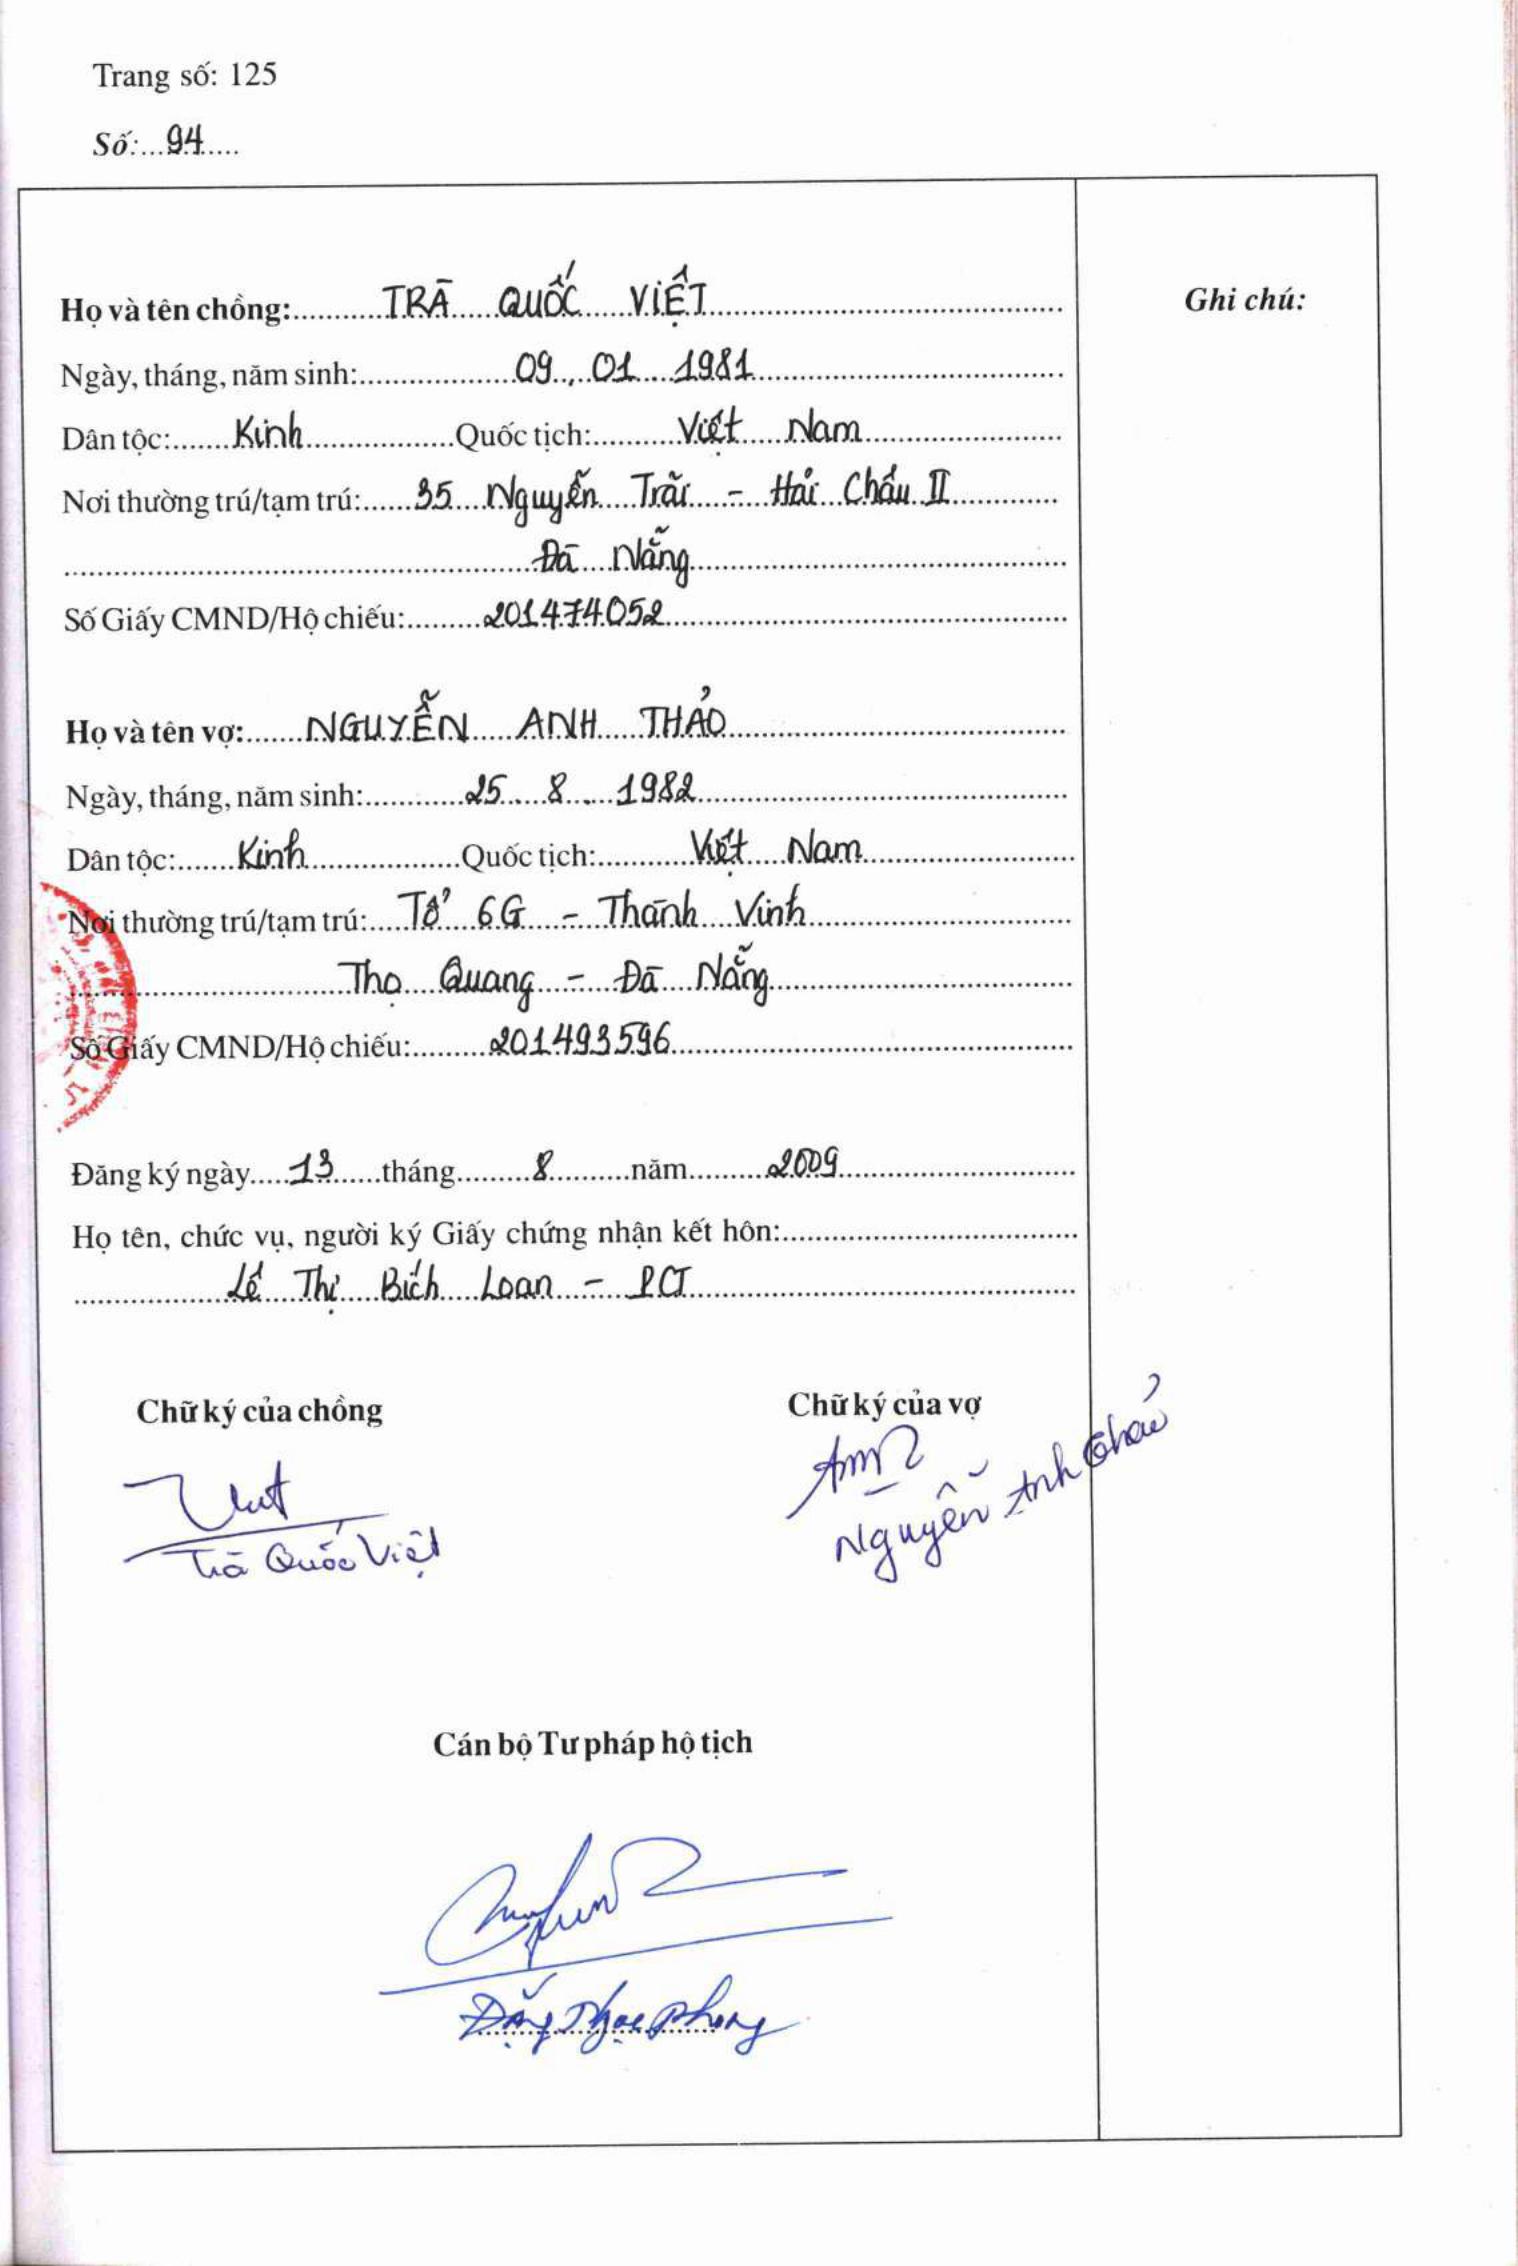 Trang số: 125
Số: 94
Họ và tên chồng: TRÀ QUỐC VIỆT
Ghi chú:
Ngày, tháng, năm sinh: 09 . 01 1981
Dân tộc: Kinh Quốc tịch: Việt Nam
Nơi thường trú/tạm trú: 35 Nguyễn Trãi - Hải Châu II
Đà Nẵng
Số Giấy CMND/Hộ chiếu: 201474052
Họ và tên vợ: NGUYỄN ANH THẢO
Ngày, tháng, năm sinh: 25 . 8 . 1982
Dân tộc: Kinh Quốc tịch: Việt Nam
Nơi thường trú/tạm trú: Tổ 6G - Thành Vinh
Thọ Quang - Đà Nẵng
Số Giấy CMND/Hộ chiếu: 201493596
Đăng ký ngày 13 tháng 8 năm 2009
Họ tên, chức vụ, người ký Giấy chứng nhận kết hôn:
Lê Thị Bích Loan - PCT
Chữ ký của chồng Chữ ký của vợ
Trà Quốc Việt Nguyễn Anh Thảo
Cán bộ Tư pháp hộ tịch
Đặng Ngọc Phong